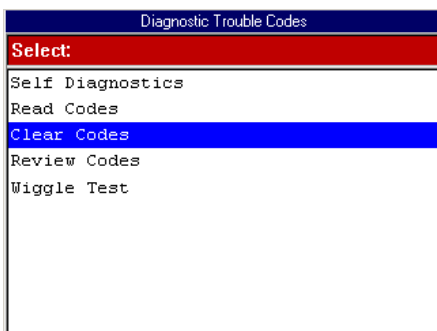 Diagnostic Trouble Codes
Select:
Self Diagnostics
Read Codes
Clear Codes
Review Codes
Wiggle Test